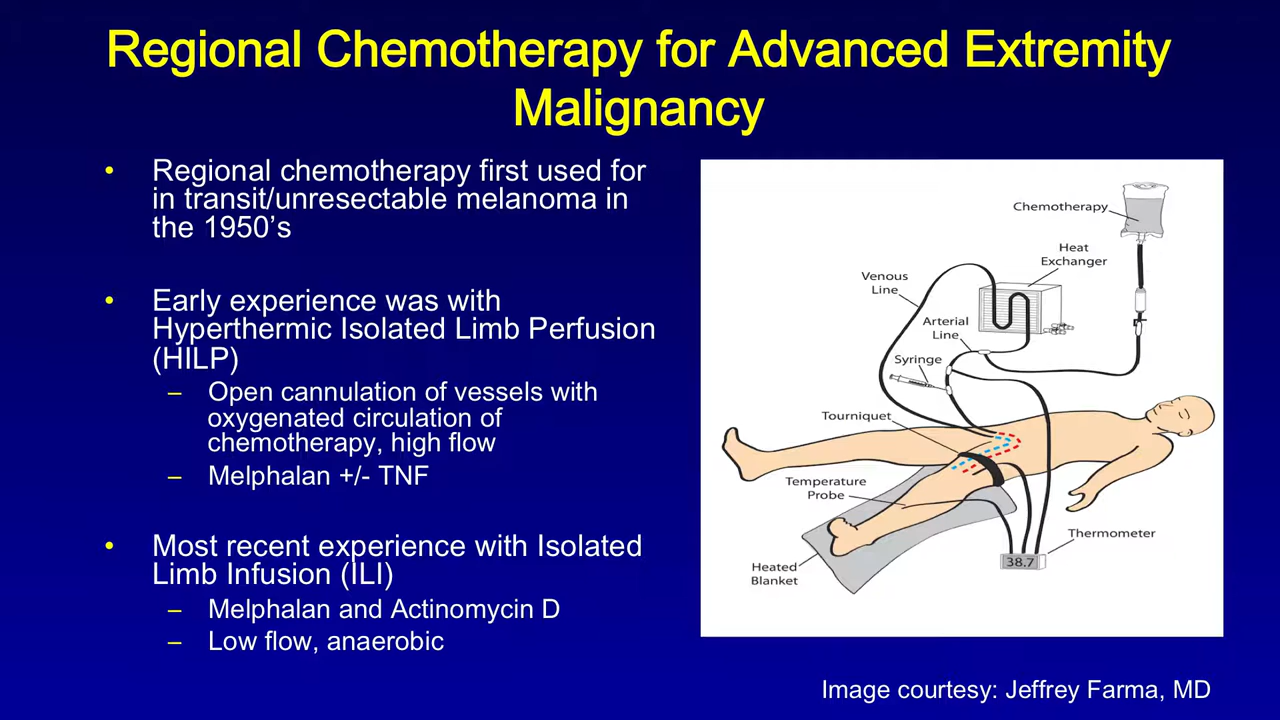 Regional Chemotherapy for Advanced Extremity
Malignancy
• Regional chemotherapy first used for
in transit/unresectable melanoma in
the 1950’s
• Early experience was with
Hyperthermic Isolated Limb Perfusion
(HILP)
– Open cannulation of vessels with
oxygenated circulation of
chemotherapy, high flow
– Melphalan +/- TNF
• Most recent experience with Isolated
Limb Infusion (ILI)
– Melphalan and Actinomycin D
– Low flow, anaerobic
Chemotherapy
Heat
Exchanger
Venous
Line
Arterial
Line
Syringe
Tourniquet
Temperature
Probe
Thermometer
38.7
Heated
Blanket
Image courtesy: Jeffrey Farma, MD